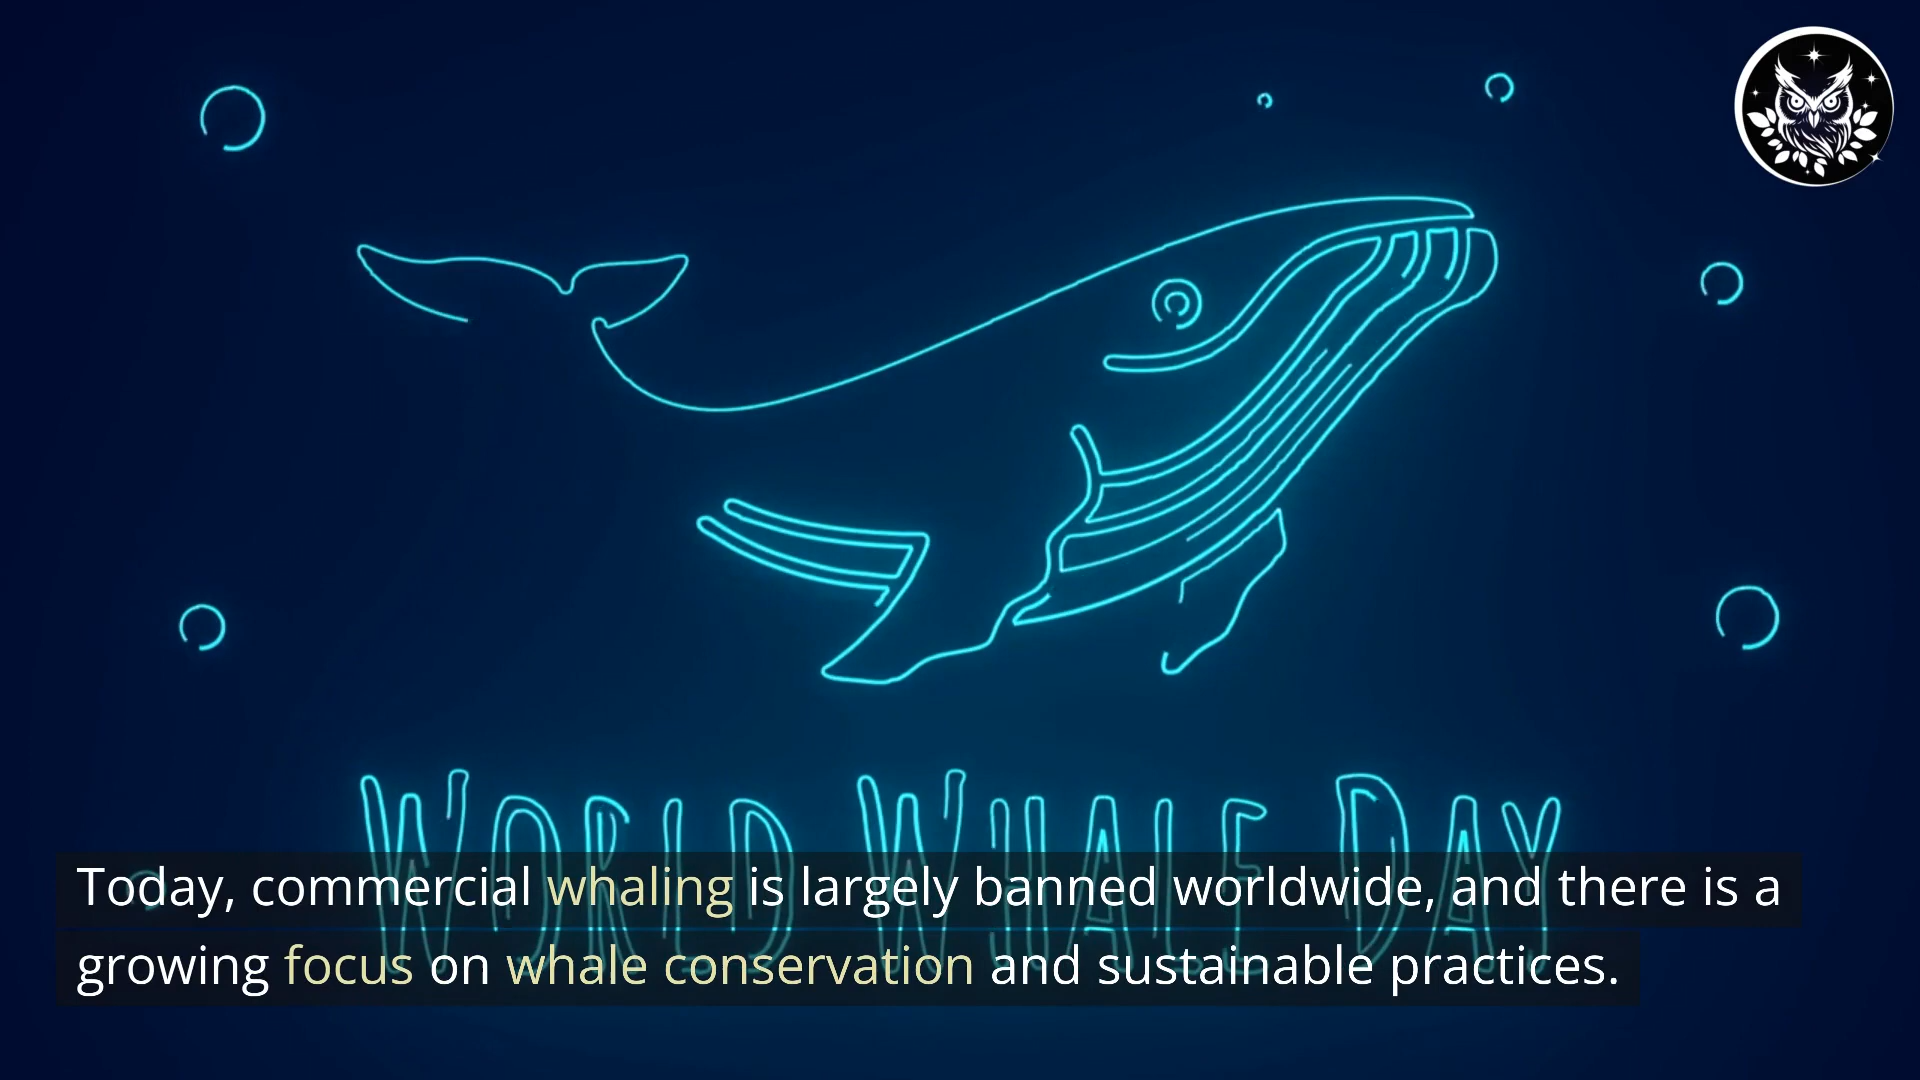 WORLD WHALE DAY
Today, commercial whaling is largely banned worldwide, and there is a
growing focus on whale conservation and sustainable practices.